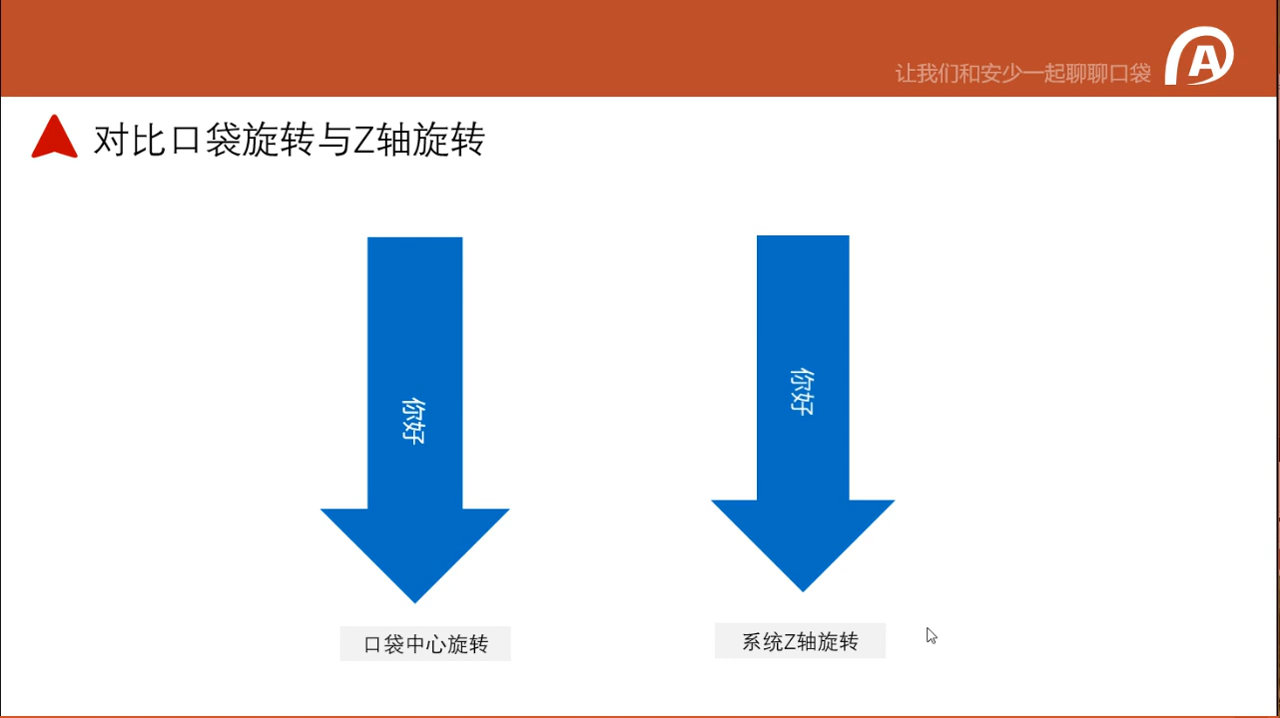 让我们和安少一起聊聊口袋
A
对比口袋旋转与Z轴旋转
你好
你好
口袋中心旋转
系统Z轴旋转